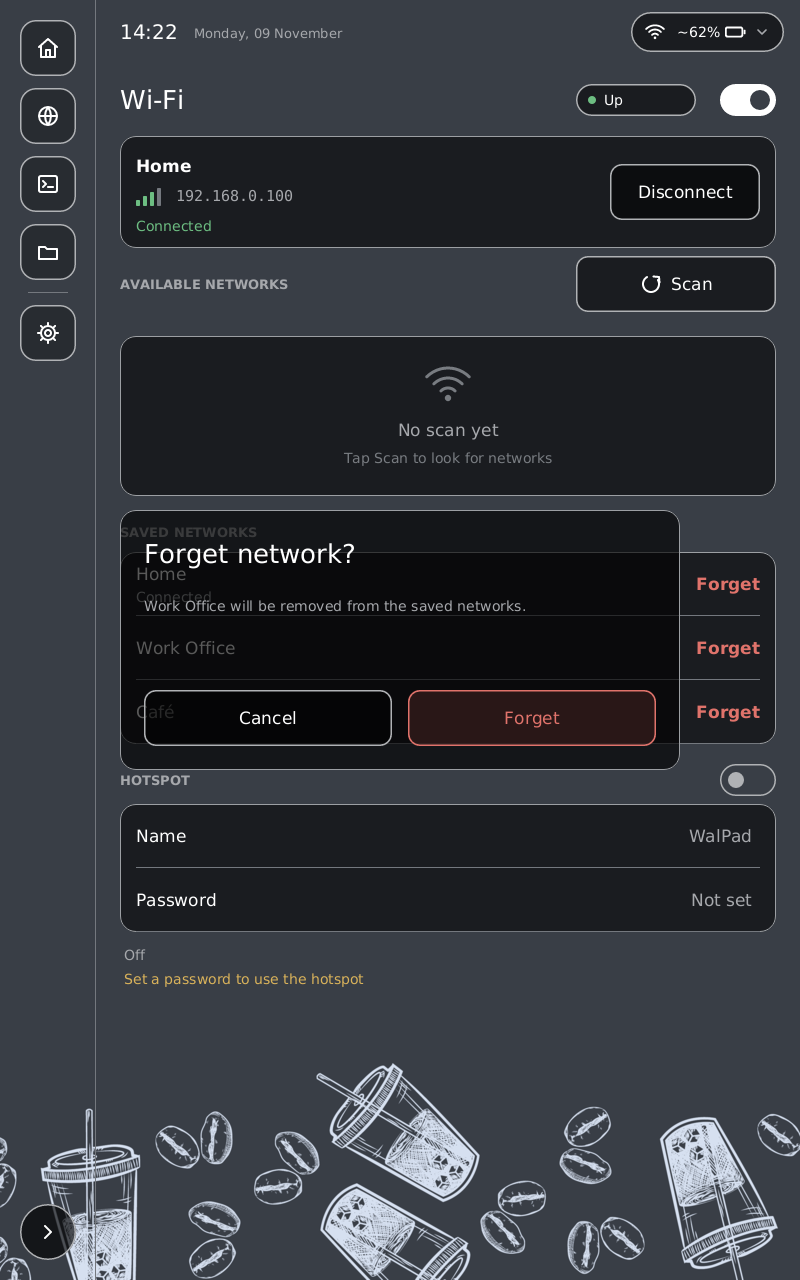 14:22 Monday, 09 November ~62%
Wi-Fi Up
Home
192.168.0.100
Connected
Disconnect
AVAILABLE NETWORKS Scan
No scan yet
Tap Scan to look for networks
SAVED NETWORKS
Forget network?
Home Forget
Connected
Work Office will be removed from the saved networks.
Work Office Forget
Café Forget
Cancel Forget
HOTSPOT
Name WalPad
Password Not set
Off
Set a password to use the hotspot